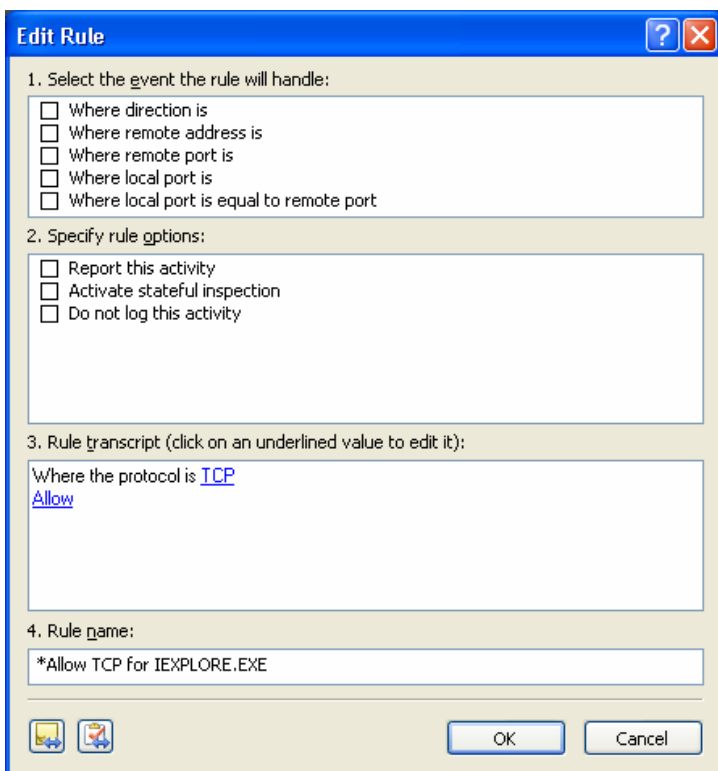 Edit Rule
1. Select the event the rule will handle:
Where direction is
Where remote address is
Where remote port is
Where local port is
Where local port is equal to remote port
2. Specify rule options:
Report this activity
Activate stateful inspection
Do not log this activity
3. Rule transcript (click on an underlined value to edit it):
Where the protocol is TCP
Allow
4. Rule name:
*Allow TCP for IEXPLORE.EXE
OK
Cancel